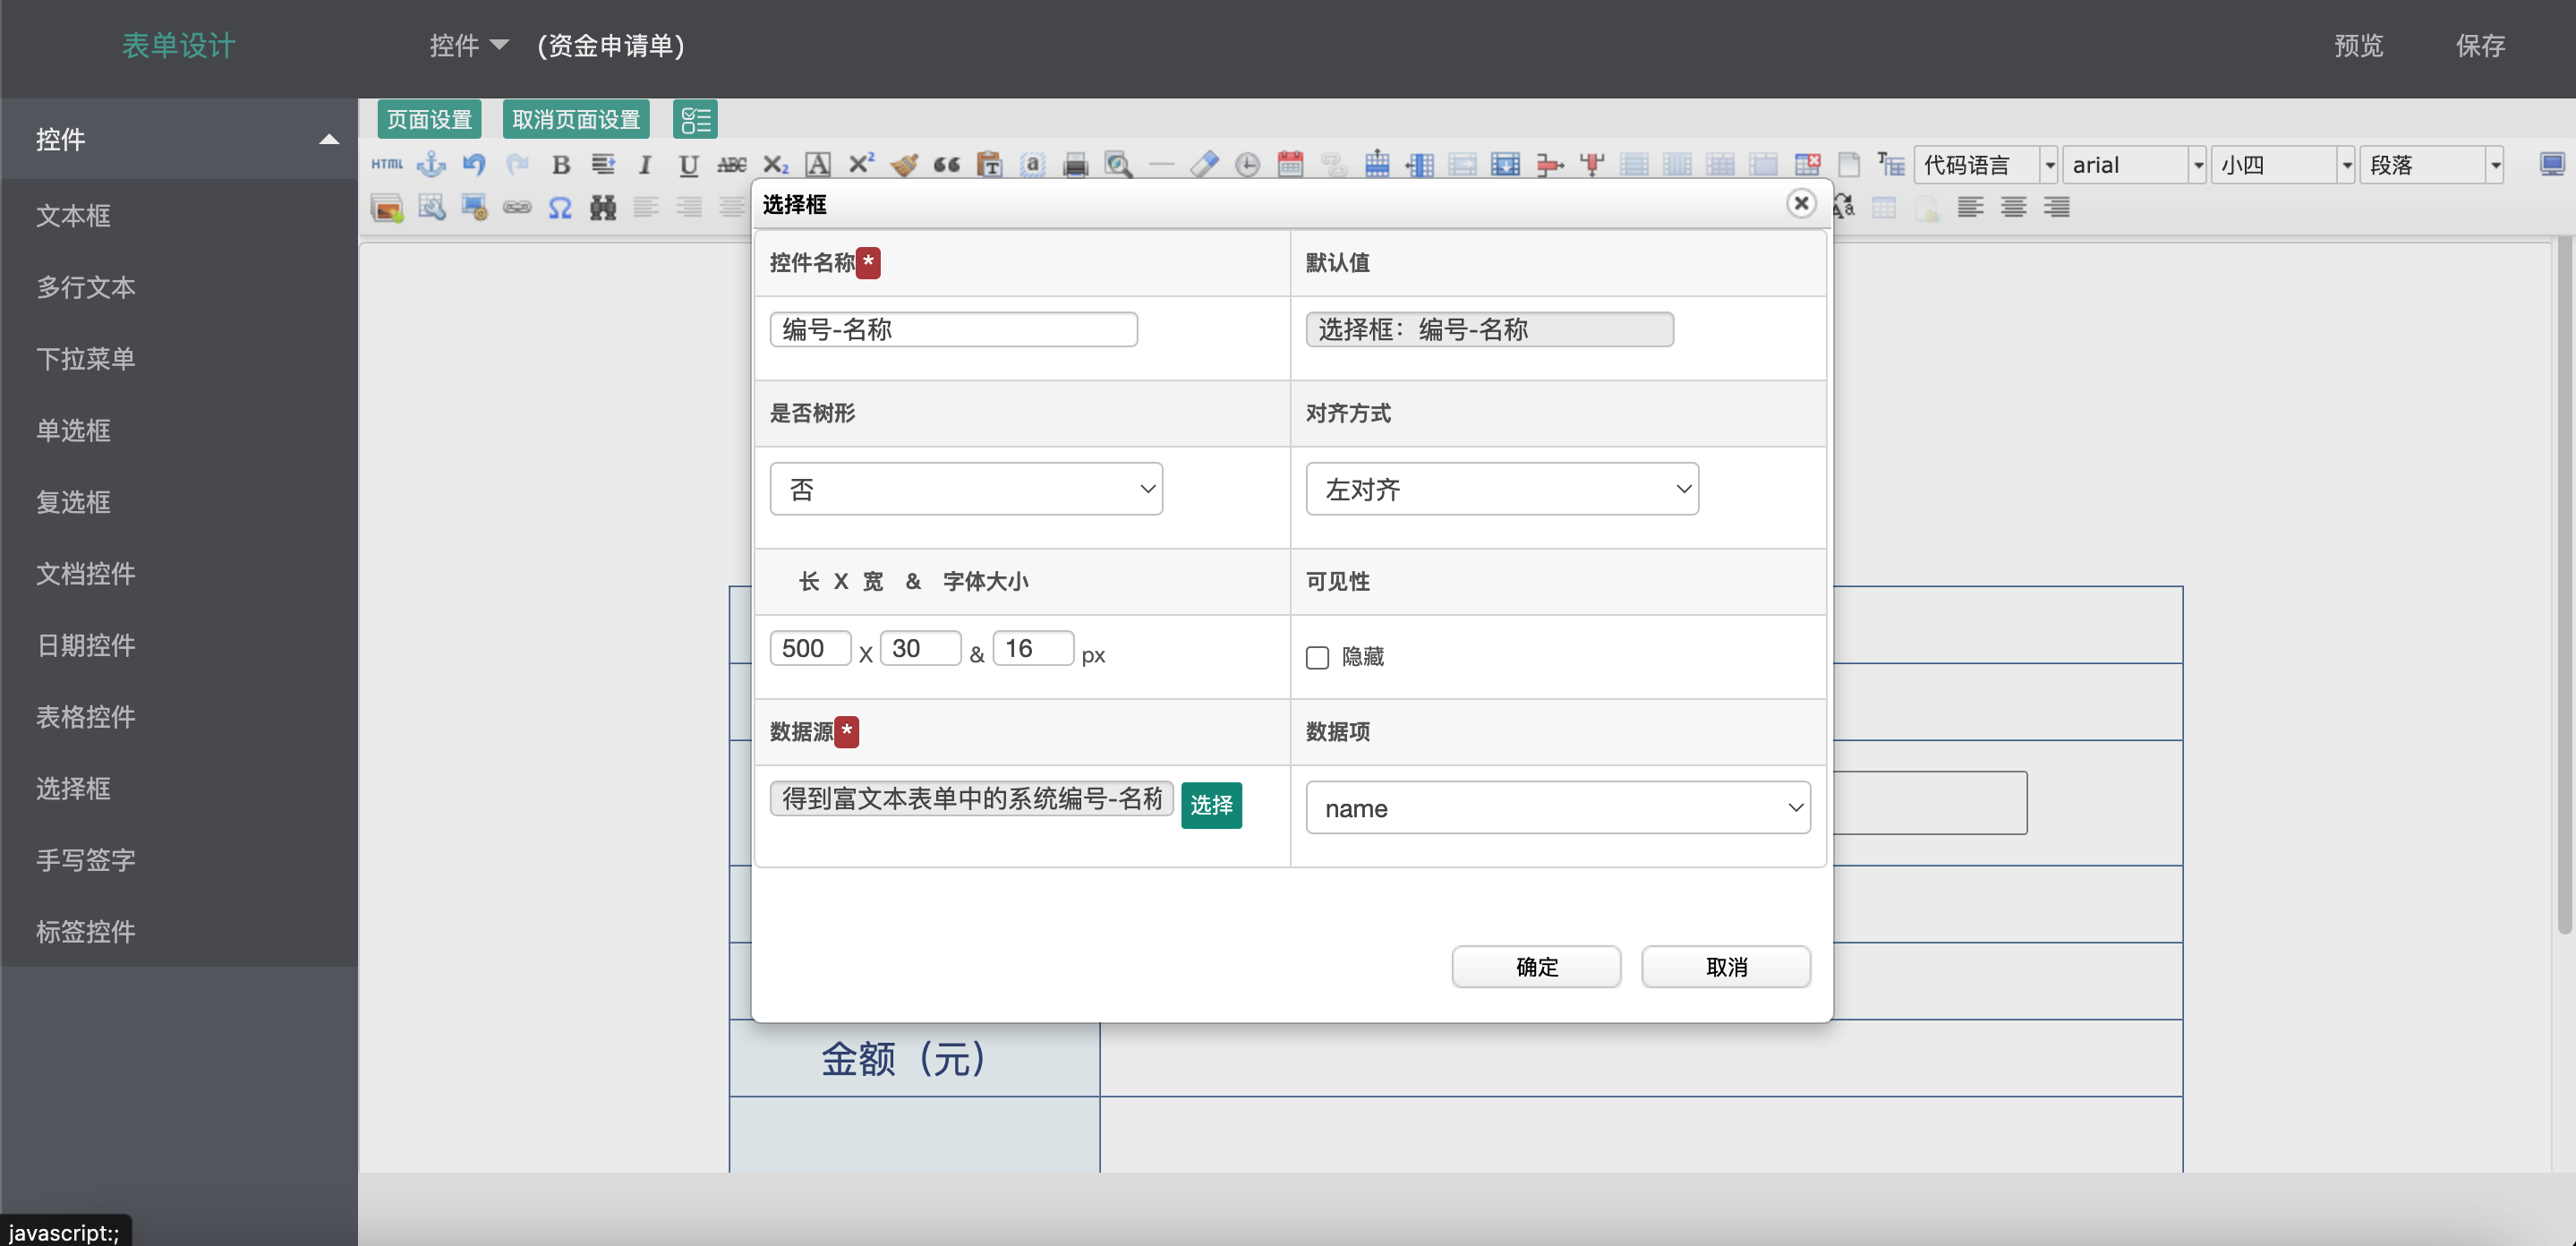 表单设计
控件
(资金申请单)
预览
保存
页面设置
取消页面设置
控件
文本框
多行文本
下拉菜单
单选框
复选框
文档控件
日期控件
表格控件
选择框
手写签字
标签控件
HTML
代码语言
arial
小四
段落
选择框
控件名称*
默认值
编号-名称
选择框：编号-名称
是否树形
对齐方式
否
左对齐
长 X 宽 & 字体大小
可见性
500 X 30 & 16 px
隐藏
数据源*
数据项
得到富文本表单中的系统编号-名称
选择
name
确定
取消
金额（元）
javascript:;